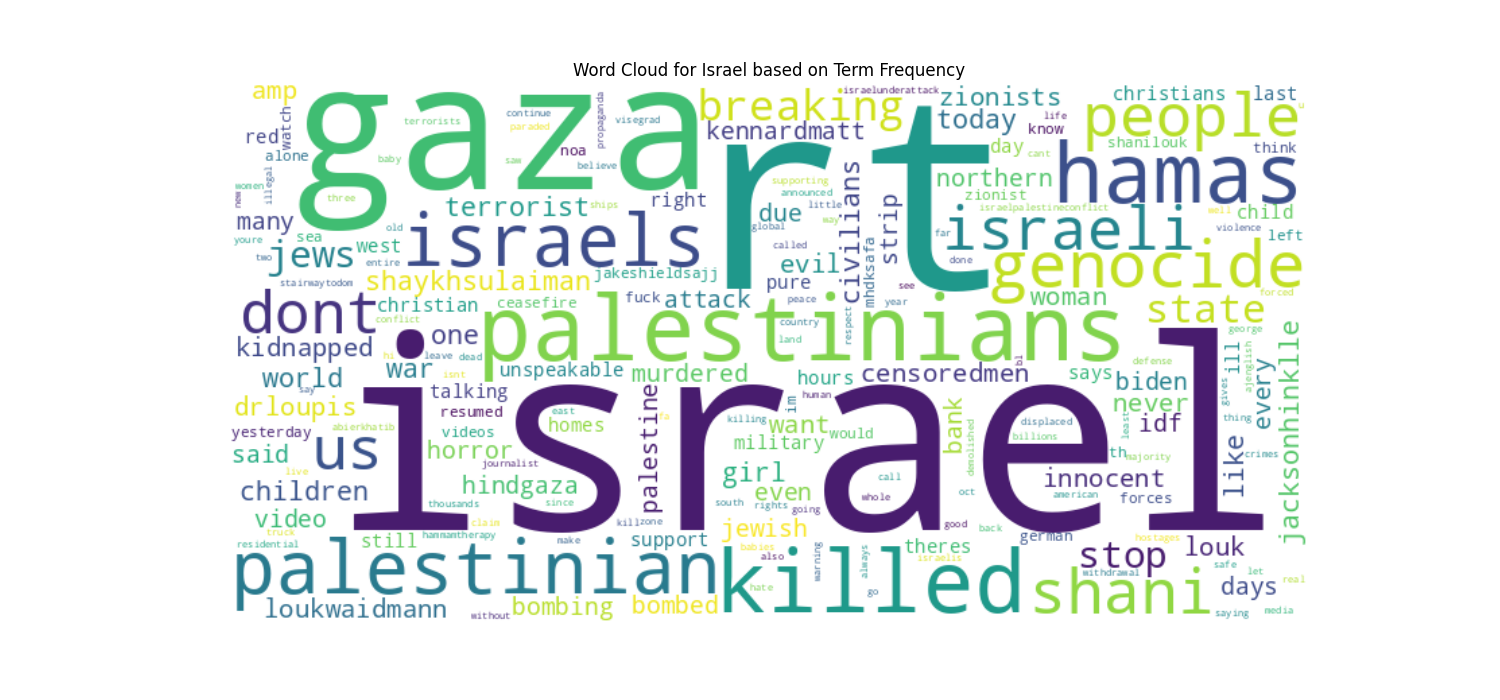 Word Cloud for Israel based on Term Frequency
amp gaza rt breaking israelunderattack zionists christians last
red watch terrorists continue paraded propaganda visegrad kennardmatt today people
alone baby noa saw believe day know life cant shanilouk think
new women illegal three ships right supporting announced little civilians strip northern zionist hamas
many old terrorist israels due global way israelpalestineconflict israeli well child violence left
youre two jews sea west entire called evil mhdksafa far done genocide
stairwaytodom shaykhsulaiman jakeshieldsajj pure peace see year woman forced
dont christian conflict ceasefire fuck attack country land respect state
kidnapped one palestinians bl george
world war hi leave dead isnt unspeakable murdered hours censoredmen says defense biden ill ajenglish
drloupis say talking resumed east palestine im human want bank never gives every
yesterday abierkhatib videos homes killing would displaced least idf thing
said us israel horror journalist fa military demolished billions th majority like crimes jacksonhinklle
children live hindgaza since girl even call whole oct american innocent forces
video thousands claim south rights going
truck residential still hammamtherapy make kill zone support jewish good back german hostages
palestinian babies also killed warning always theres israelis stop louk safe let
withdrawal shani days real
loukwaidmann without bombing bombed hate go saying media